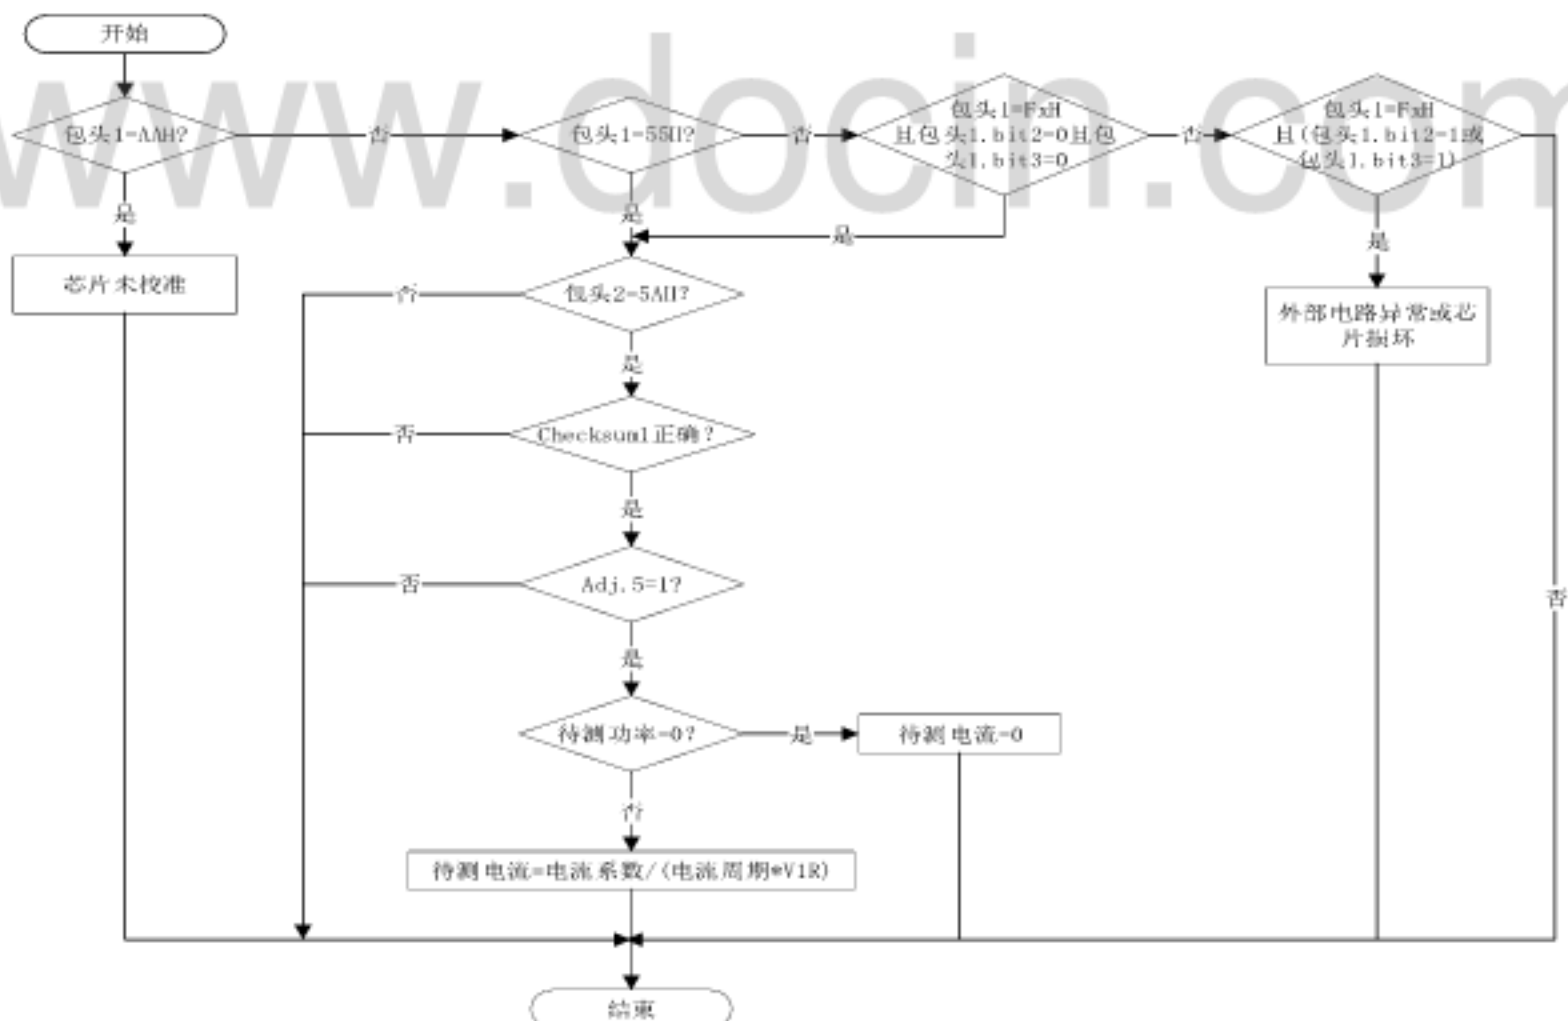 www.docin.com
开始
包头1=AAH?
否
包头1=55H?
否
包头1=FxH
且包头1.bit2=0且包
头1.bit3=0
否
包头1=FxH
且(包头1.bit2=1或
包头1.bit3=1)
是
是
是
是
芯片未校准
否
包头2=5AH?
外部电路异常或芯
片损坏
是
否
Checksum1正确?
是
否
Adj.5=1?
否
是
待测功率=0?
是
待测电流=0
否
待测电流=电流系数/(电流周期*V1R)
结束